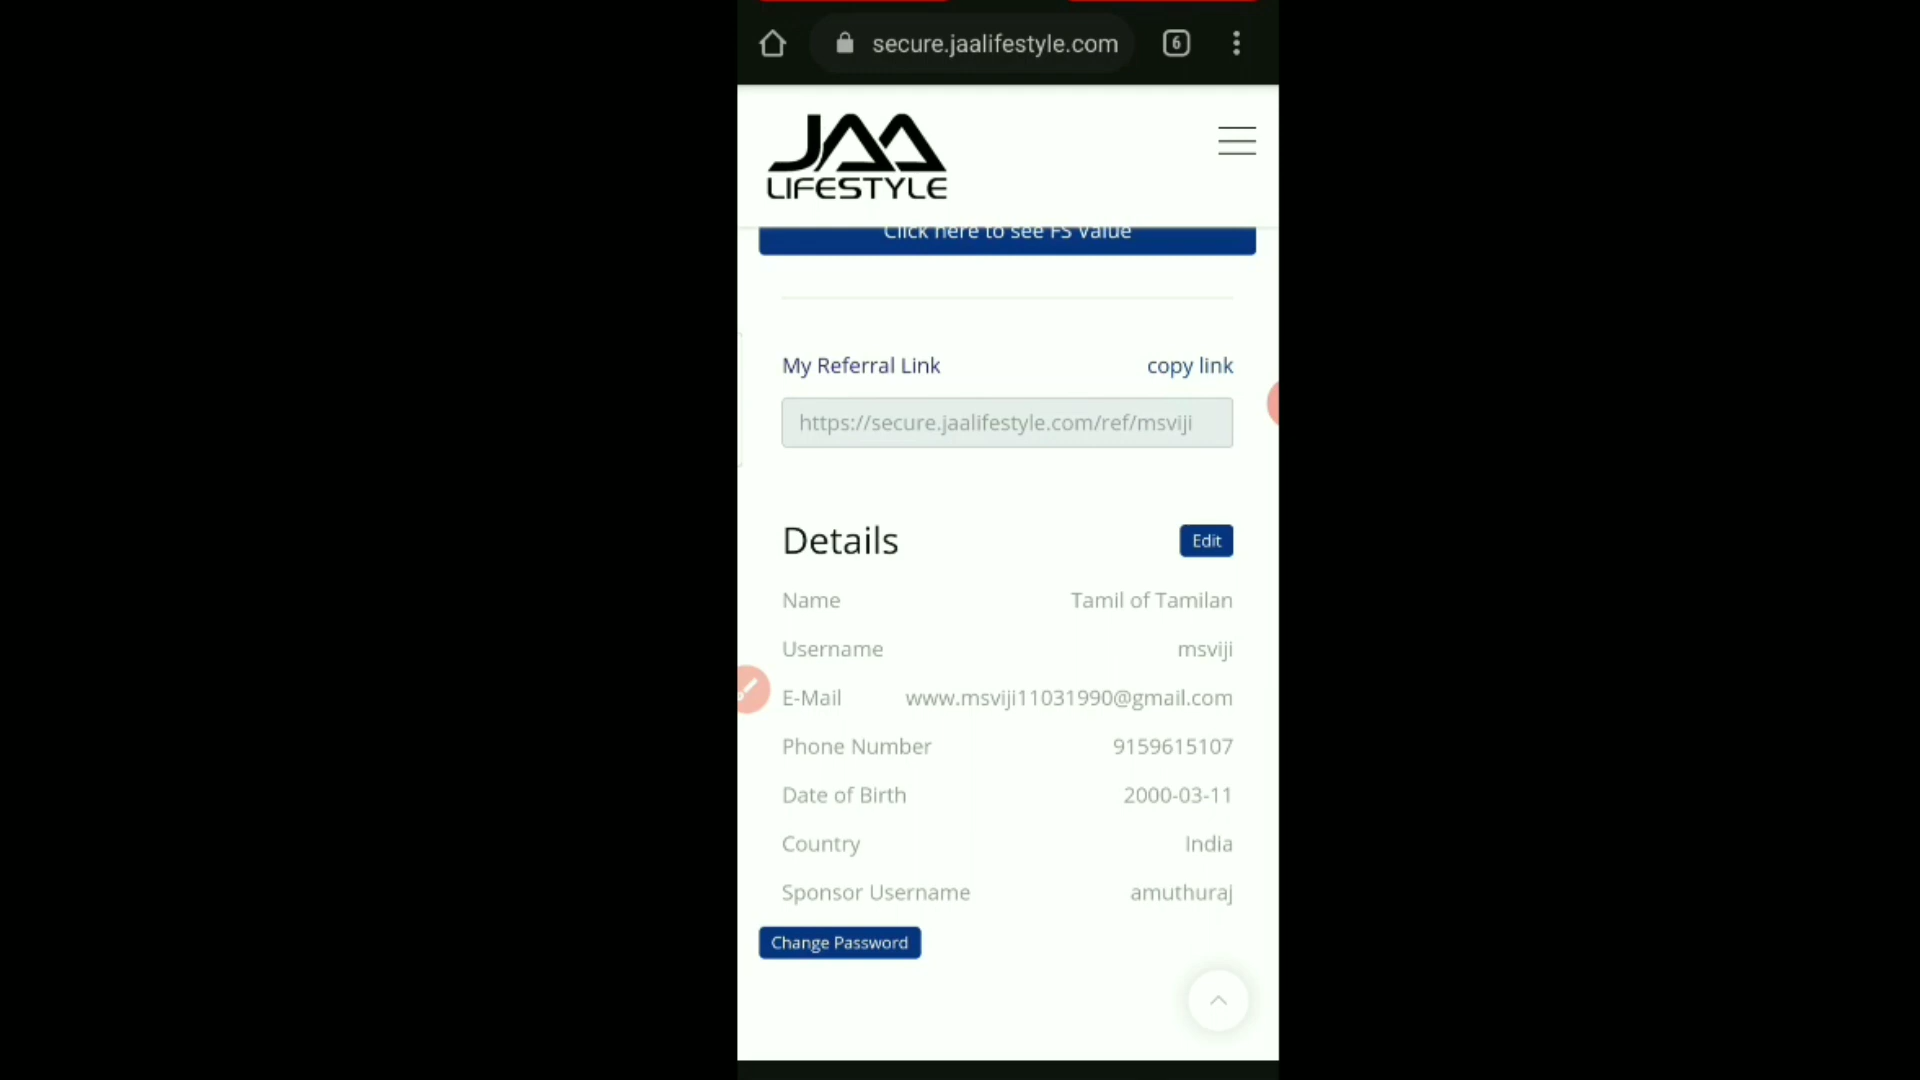 secure.jaalifestyle.com 6
JAA
LIFESTYLE
Click here to see FS Value
My Referral Link copy link
https://secure.jaalifestyle.com/ref/msviji
Details Edit
Name Tamil of Tamilan
Username msviji
E-Mail www.msviji11031990@gmail.com
Phone Number 9159615107
Date of Birth 2000-03-11
Country India
Sponsor Username amuthuraj
Change Password